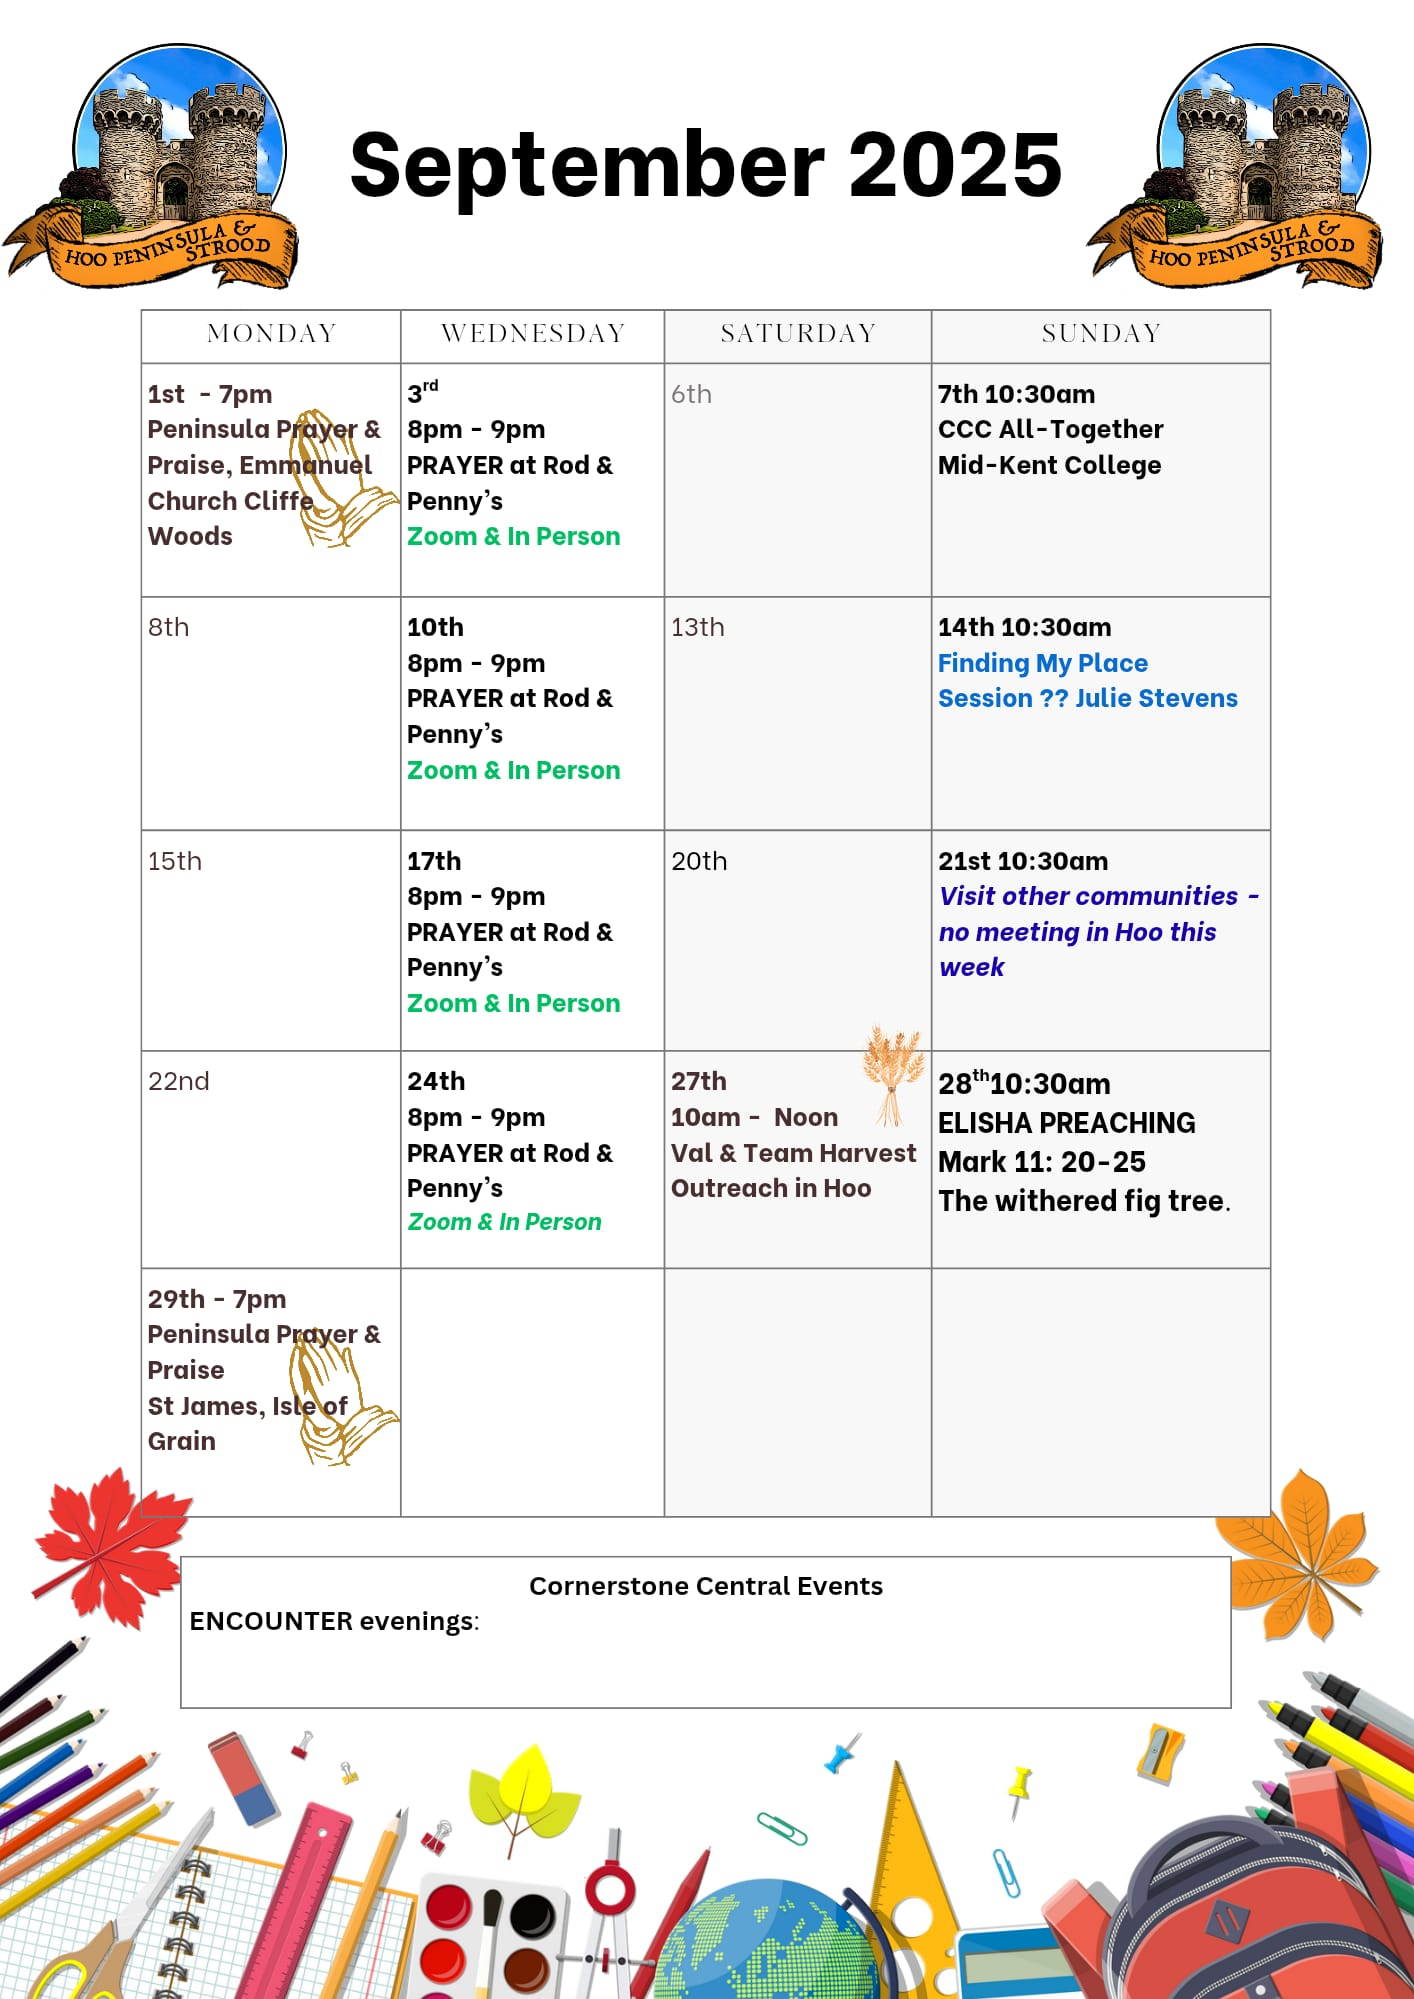 September 2025
HOO PENINSULA &
STROOD
HOO PENINSULA &
STROOD
MONDAY
WEDNESDAY
SATURDAY
SUNDAY
1st - 7pm
Peninsula Prayer &
Praise, Emmanuel
Church Cliffe
Woods
3rd
8pm - 9pm
PRAYER at Rod &
Penny’s
Zoom & In Person
6th
7th 10:30am
CCC All-Together
Mid-Kent College
8th
10th
8pm - 9pm
PRAYER at Rod &
Penny’s
Zoom & In Person
13th
14th 10:30am
Finding My Place
Session ?? Julie Stevens
15th
17th
8pm - 9pm
PRAYER at Rod &
Penny’s
Zoom & In Person
20th
21st 10:30am
Visit other communities -
no meeting in Hoo this
week
22nd
24th
8pm - 9pm
PRAYER at Rod &
Penny’s
Zoom & In Person
27th
10am - Noon
Val & Team Harvest
Outreach in Hoo
28th10:30am
ELISHA PREACHING
Mark 11: 20-25
The withered fig tree.
29th - 7pm
Peninsula Prayer &
Praise
St James, Isle of
Grain
Cornerstone Central Events
ENCOUNTER evenings: